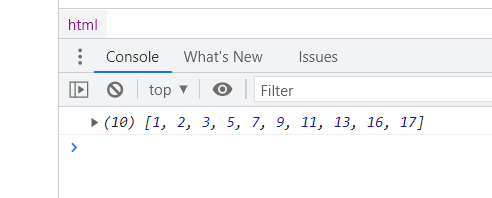 html
Console What's New Issues
top ▼ Filter
▶ (10) [1, 2, 3, 5, 7, 9, 11, 13, 16, 17]
>